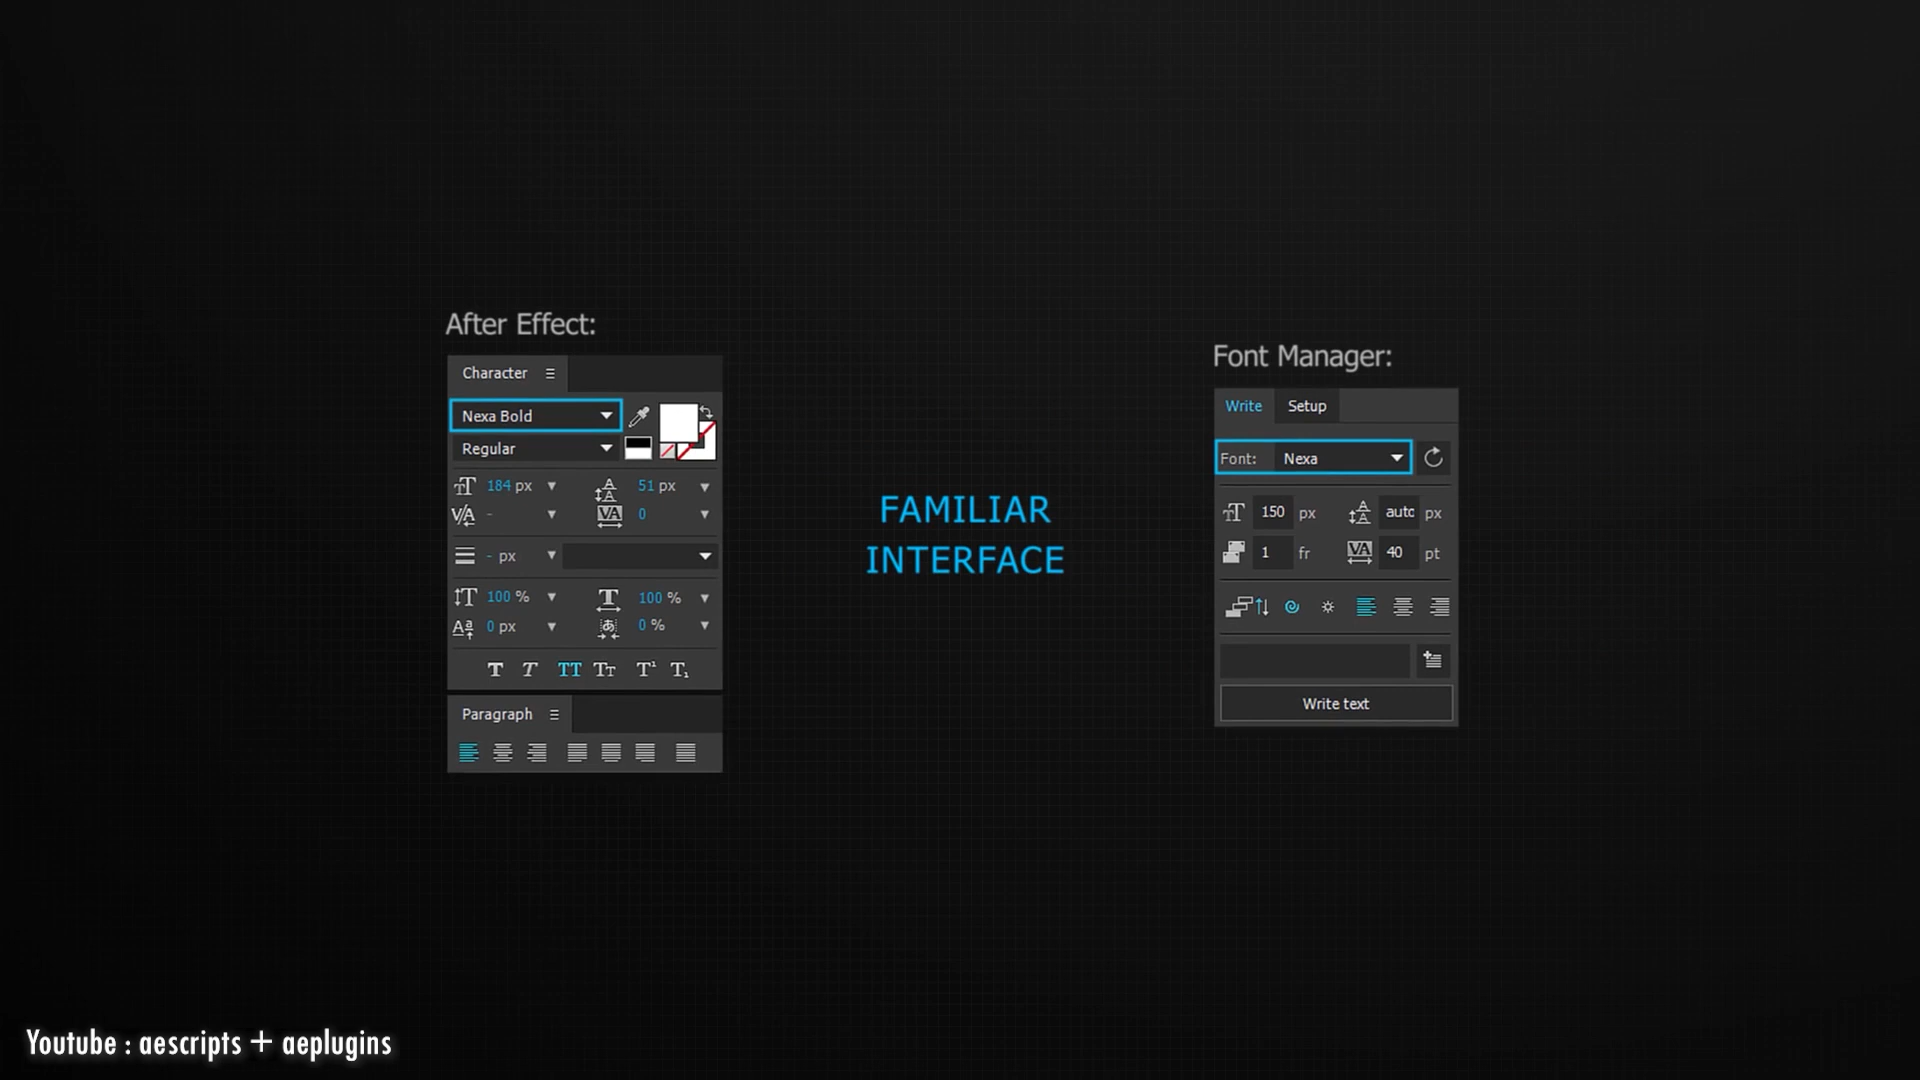 After Effect:
Character
Nexa Bold
Regular
184 px
51 px
-
0
- px
100 %
100 %
0 px
0 %
Paragraph
FAMILIAR
INTERFACE
Font Manager:
Write Setup
Font: Nexa
150 px
auto px
1 fr
40 pt
Write text
Youtube : aescripts + aeplugins